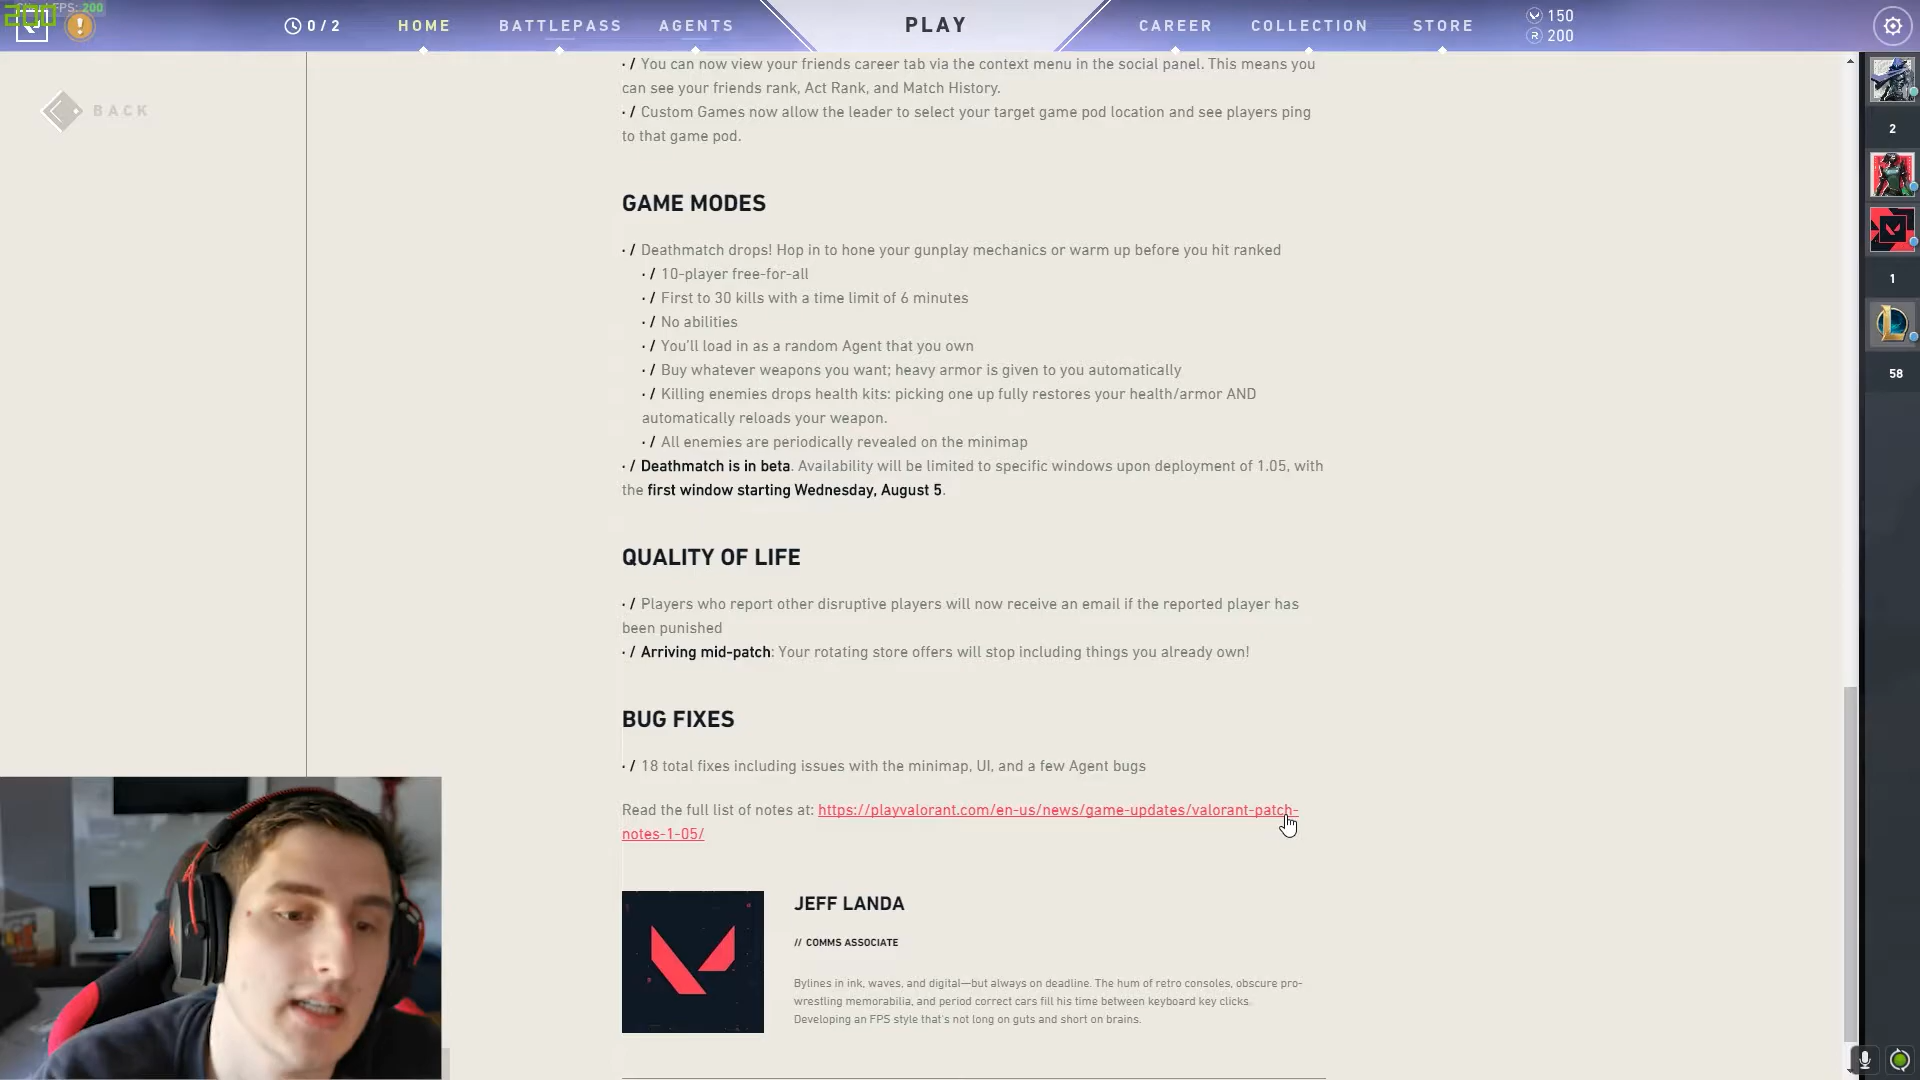 FPS: 200
200
0 / 2
HOME
BATTLEPASS
AGENTS
PLAY
CAREER
COLLECTION
STORE
150
200
BACK
· / You can now view your friends career tab via the context menu in the social panel. This means you
can see your friends rank, Act Rank, and Match History.
· / Custom Games now allow the leader to select your target game pod location and see players ping
to that game pod.
GAME MODES
· / Deathmatch drops! Hop in to hone your gunplay mechanics or warm up before you hit ranked
· / 10-player free-for-all
· / First to 30 kills with a time limit of 6 minutes
· / No abilities
· / You'll load in as a random Agent that you own
· / Buy whatever weapons you want; heavy armor is given to you automatically
· / Killing enemies drops health kits: picking one up fully restores your health/armor AND
automatically reloads your weapon.
· / All enemies are periodically revealed on the minimap
· / Deathmatch is in beta. Availability will be limited to specific windows upon deployment of 1.05, with
the first window starting Wednesday, August 5.
QUALITY OF LIFE
· / Players who report other disruptive players will now receive an email if the reported player has
been punished
· / Arriving mid-patch: Your rotating store offers will stop including things you already own!
BUG FIXES
· / 18 total fixes including issues with the minimap, UI, and a few Agent bugs
Read the full list of notes at: https://playvalorant.com/en-us/news/game-updates/valorant-patch-
notes-1-05/
JEFF LANDA
// COMMS ASSOCIATE
Bylines in ink, waves, and digital—but always on deadline. The hum of retro consoles, obscure pro-
wrestling memorabilia, and period correct cars fill his time between keyboard key clicks.
Developing an FPS style that's not long on guts and short on brains.
2
1
58